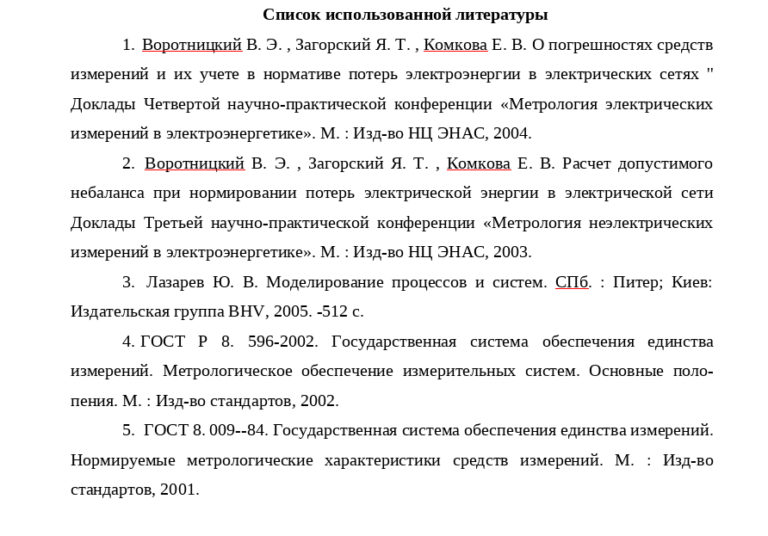 Список использованной литературы
1. Воротницкий В. Э. , Загорский Я. Т. , Комкова Е. В. О погрешностях средств
измерений и их учете в нормативе потерь электроэнергии в электрических сетях "
Доклады Четвертой научно-практической конференции «Метрология электрических
измерений в электроэнергетике». М. : Изд-во НЦ ЭНАС, 2004.
2. Воротницкий В. Э. , Загорский Я. Т. , Комкова Е. В. Расчет допустимого
небаланса при нормировании потерь электрической энергии в электрической сети
Доклады Третьей научно-практической конференции «Метрология неэлектрических
измерений в электроэнергетике». М. : Изд-во НЦ ЭНАС, 2003.
3. Лазарев Ю. В. Моделирование процессов и систем. СПб. : Питер; Киев:
Издательская группа BHV, 2005. -512 с.
4. ГОСТ Р 8. 596-2002. Государственная система обеспечения единства
измерений. Метрологическое обеспечение измерительных систем. Основные поло-
пения. М. : Изд-во стандартов, 2002.
5. ГОСТ 8. 009--84. Государственная система обеспечения единства измерений.
Нормируемые метрологические характеристики средств измерений. М. : Изд-во
стандартов, 2001.